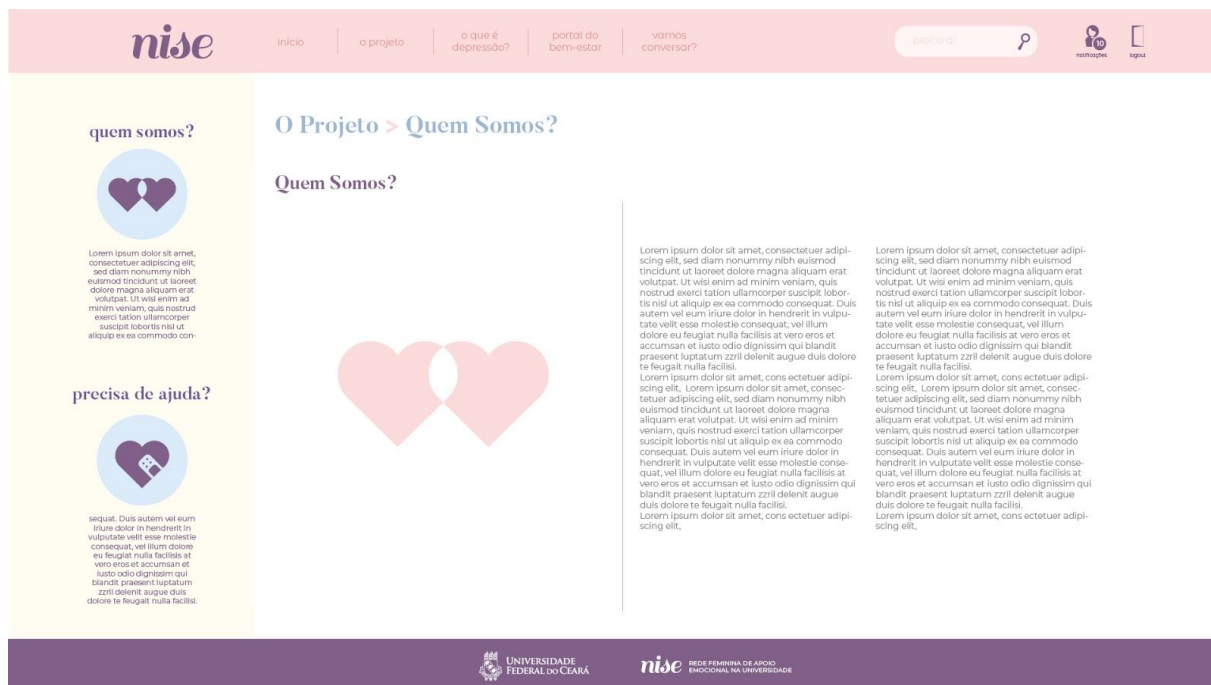 nise
início
o projeto
o que é
depressão?
portal do
bem-estar
vamos
conversar?
procurar
10
notificações
logout
quem somos?
Lorem ipsum dolor sit amet,
consectetuer adipiscing elit,
sed diam nonummy nibh
euismod tincidunt ut laoreet
dolore magna aliquam erat
volutpat. Ut wisi enim ad
minim veniam, quis nostrud
exerci tation ullamcorper
suscipit lobortis nisl ut
aliquip ex ea commodo con-
precisa de ajuda?
sequat. Duis autem vel eum
iriure dolor in hendrerit in
vulputate velit esse molestie
consequat, vel illum dolore
eu feugiat nulla facilisis at
vero eros et accumsan et
iusto odio dignissim qui
blandit praesent luptatum
zzril delenit augue duis
dolore te feugait nulla facilisi.
O Projeto > Quem Somos?
Quem Somos?
Lorem ipsum dolor sit amet, consectetuer adipi-
scing elit, sed diam nonummy nibh euismod
tincidunt ut laoreet dolore magna aliquam erat
volutpat. Ut wisi enim ad minim veniam, quis
nostrud exerci tation ullamcorper suscipit lobor-
tis nisl ut aliquip ex ea commodo consequat. Duis
autem vel eum iriure dolor in hendrerit in vulpu-
tate velit esse molestie consequat, vel illum
dolore eu feugiat nulla facilisis at vero eros et
accumsan et iusto odio dignissim qui blandit
praesent luptatum zzril delenit augue duis dolore
te feugait nulla facilisi.
Lorem ipsum dolor sit amet, cons ectetuer adipi-
scing elit, Lorem ipsum dolor sit amet, consec-
tetuer adipiscing elit, sed diam nonummy nibh
euismod tincidunt ut laoreet dolore magna
aliquam erat volutpat. Ut wisi enim ad minim
veniam, quis nostrud exerci tation ullamcorper
suscipit lobortis nisl ut aliquip ex ea commodo
consequat. Duis autem vel eum iriure dolor in
hendrerit in vulputate velit esse molestie conse-
quat, vel illum dolore eu feugiat nulla facilisis at
vero eros et accumsan et iusto odio dignissim qui
blandit praesent luptatum zzril delenit augue
duis dolore te feugait nulla facilisi.
Lorem ipsum dolor sit amet, cons ectetuer adipi-
scing elit,
Lorem ipsum dolor sit amet, consectetuer adipi-
scing elit, sed diam nonummy nibh euismod
tincidunt ut laoreet dolore magna aliquam erat
volutpat. Ut wisi enim ad minim veniam, quis
nostrud exerci tation ullamcorper suscipit lobor-
tis nisl ut aliquip ex ea commodo consequat. Duis
autem vel eum iriure dolor in hendrerit in vulpu-
tate velit esse molestie consequat, vel illum
dolore eu feugiat nulla facilisis at vero eros et
accumsan et iusto odio dignissim qui blandit
praesent luptatum zzril delenit augue duis dolore
te feugait nulla facilisi.
Lorem ipsum dolor sit amet, cons ectetuer adipi-
scing elit, Lorem ipsum dolor sit amet, consec-
tetuer adipiscing elit, sed diam nonummy nibh
euismod tincidunt ut laoreet dolore magna
aliquam erat volutpat. Ut wisi enim ad minim
veniam, quis nostrud exerci tation ullamcorper
suscipit lobortis nisl ut aliquip ex ea commodo
consequat. Duis autem vel eum iriure dolor in
hendrerit in vulputate velit esse molestie conse-
quat, vel illum dolore eu feugiat nulla facilisis at
vero eros et accumsan et iusto odio dignissim qui
blandit praesent luptatum zzril delenit augue
duis dolore te feugait nulla facilisi.
Lorem ipsum dolor sit amet, cons ectetuer adipi-
scing elit,
UNIVERSIDADE
FEDERAL DO CEARÁ
nise
REDE FEMININA DE APOIO
EMOCIONAL NA UNIVERSIDADE